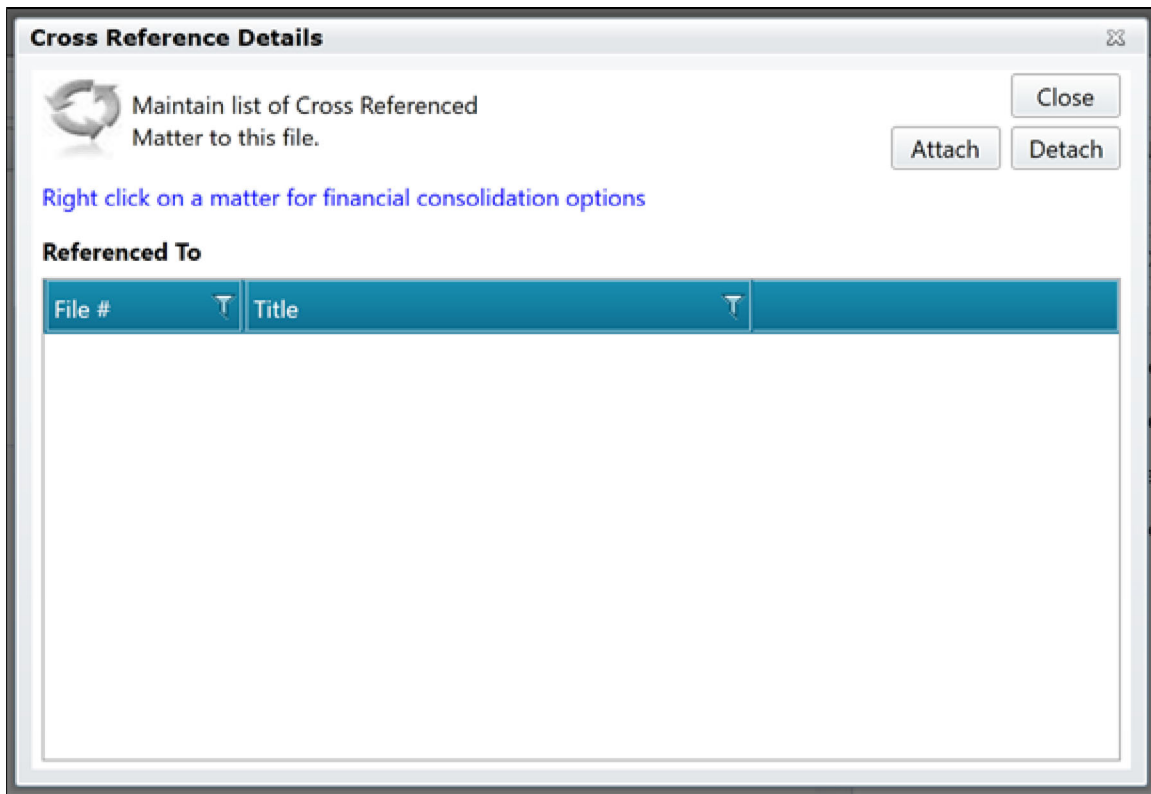 Cross Reference Details
Maintain list of Cross Referenced
Matter to this file.
Close
Attach
Detach
Right click on a matter for financial consolidation options
Referenced To
File #
Title